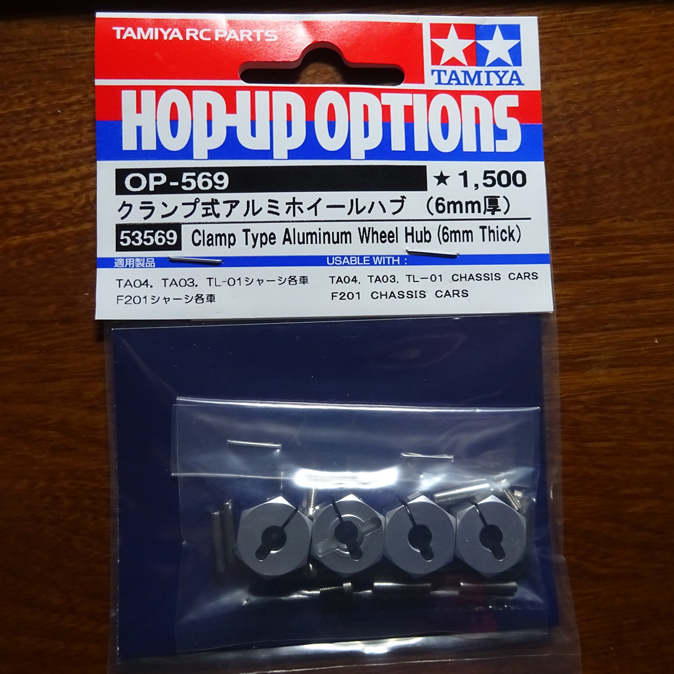 TAMIYA RC PARTS
TAMIYA
HOP-UP OPTIONS
OP-569 ★ 1,500
クランプ式アルミホイールハブ (6mm厚)
53569 Clamp Type Aluminum Wheel Hub (6mm Thick)
適用製品
TA04, TA03, TL-01シャーシ各車
F201シャーシ各車
USABLE WITH :
TA04, TA03, TL-01 CHASSIS CARS
F201 CHASSIS CARS